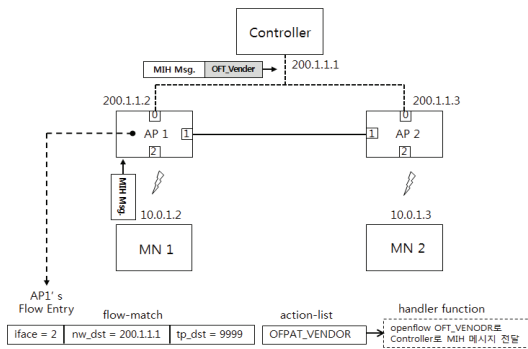 Controller
200.1.1.1
MIH Msg. OFT_Vender
200.1.1.2
200.1.1.3
0
AP 1
1
2
0
1
AP 2
2
MIH Msg.
10.0.1.2
10.0.1.3
MN 1
MN 2
AP1' s
Flow Entry
flow-match
action-list
handler function
iface = 2 nw_dst = 200.1.1.1 tp_dst = 9999
OFPAT_VENDOR
openflow OFT_VENODR로
Controller로 MIH 메시지 전달